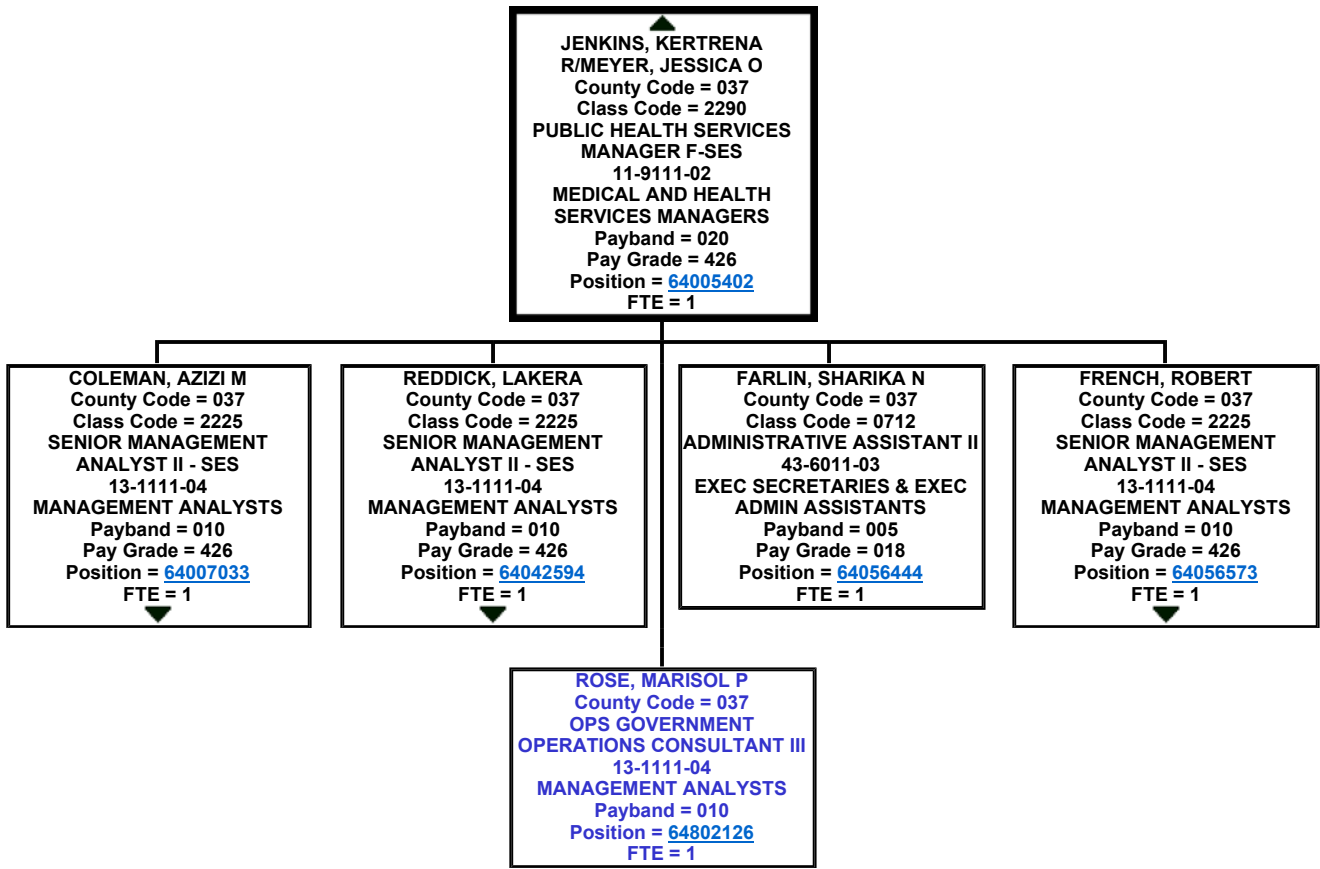 JENKINS, KERTRENA
R/MEYER, JESSICA O
County Code = 037
Class Code = 2290
PUBLIC HEALTH SERVICES
MANAGER F-SES
11-9111-02
MEDICAL AND HEALTH
SERVICES MANAGERS
Payband = 020
Pay Grade = 426
Position = 64005402
FTE = 1
COLEMAN, AZIZI M
County Code = 037
Class Code = 2225
SENIOR MANAGEMENT
ANALYST II - SES
13-1111-04
MANAGEMENT ANALYSTS
Payband = 010
Pay Grade = 426
Position = 64007033
FTE = 1
REDDICK, LAKERA
County Code = 037
Class Code = 2225
SENIOR MANAGEMENT
ANALYST II - SES
13-1111-04
MANAGEMENT ANALYSTS
Payband = 010
Pay Grade = 426
Position = 64042594
FTE = 1
FARLIN, SHARIKA N
County Code = 037
Class Code = 0712
ADMINISTRATIVE ASSISTANT II
43-6011-03
EXEC SECRETARIES & EXEC
ADMIN ASSISTANTS
Payband = 005
Pay Grade = 018
Position = 64056444
FTE = 1
FRENCH, ROBERT
County Code = 037
Class Code = 2225
SENIOR MANAGEMENT
ANALYST II - SES
13-1111-04
MANAGEMENT ANALYSTS
Payband = 010
Pay Grade = 426
Position = 64056573
FTE = 1
ROSE, MARISOL P
County Code = 037
OPS GOVERNMENT
OPERATIONS CONSULTANT III
13-1111-04
MANAGEMENT ANALYSTS
Payband = 010
Position = 64802126
FTE = 1